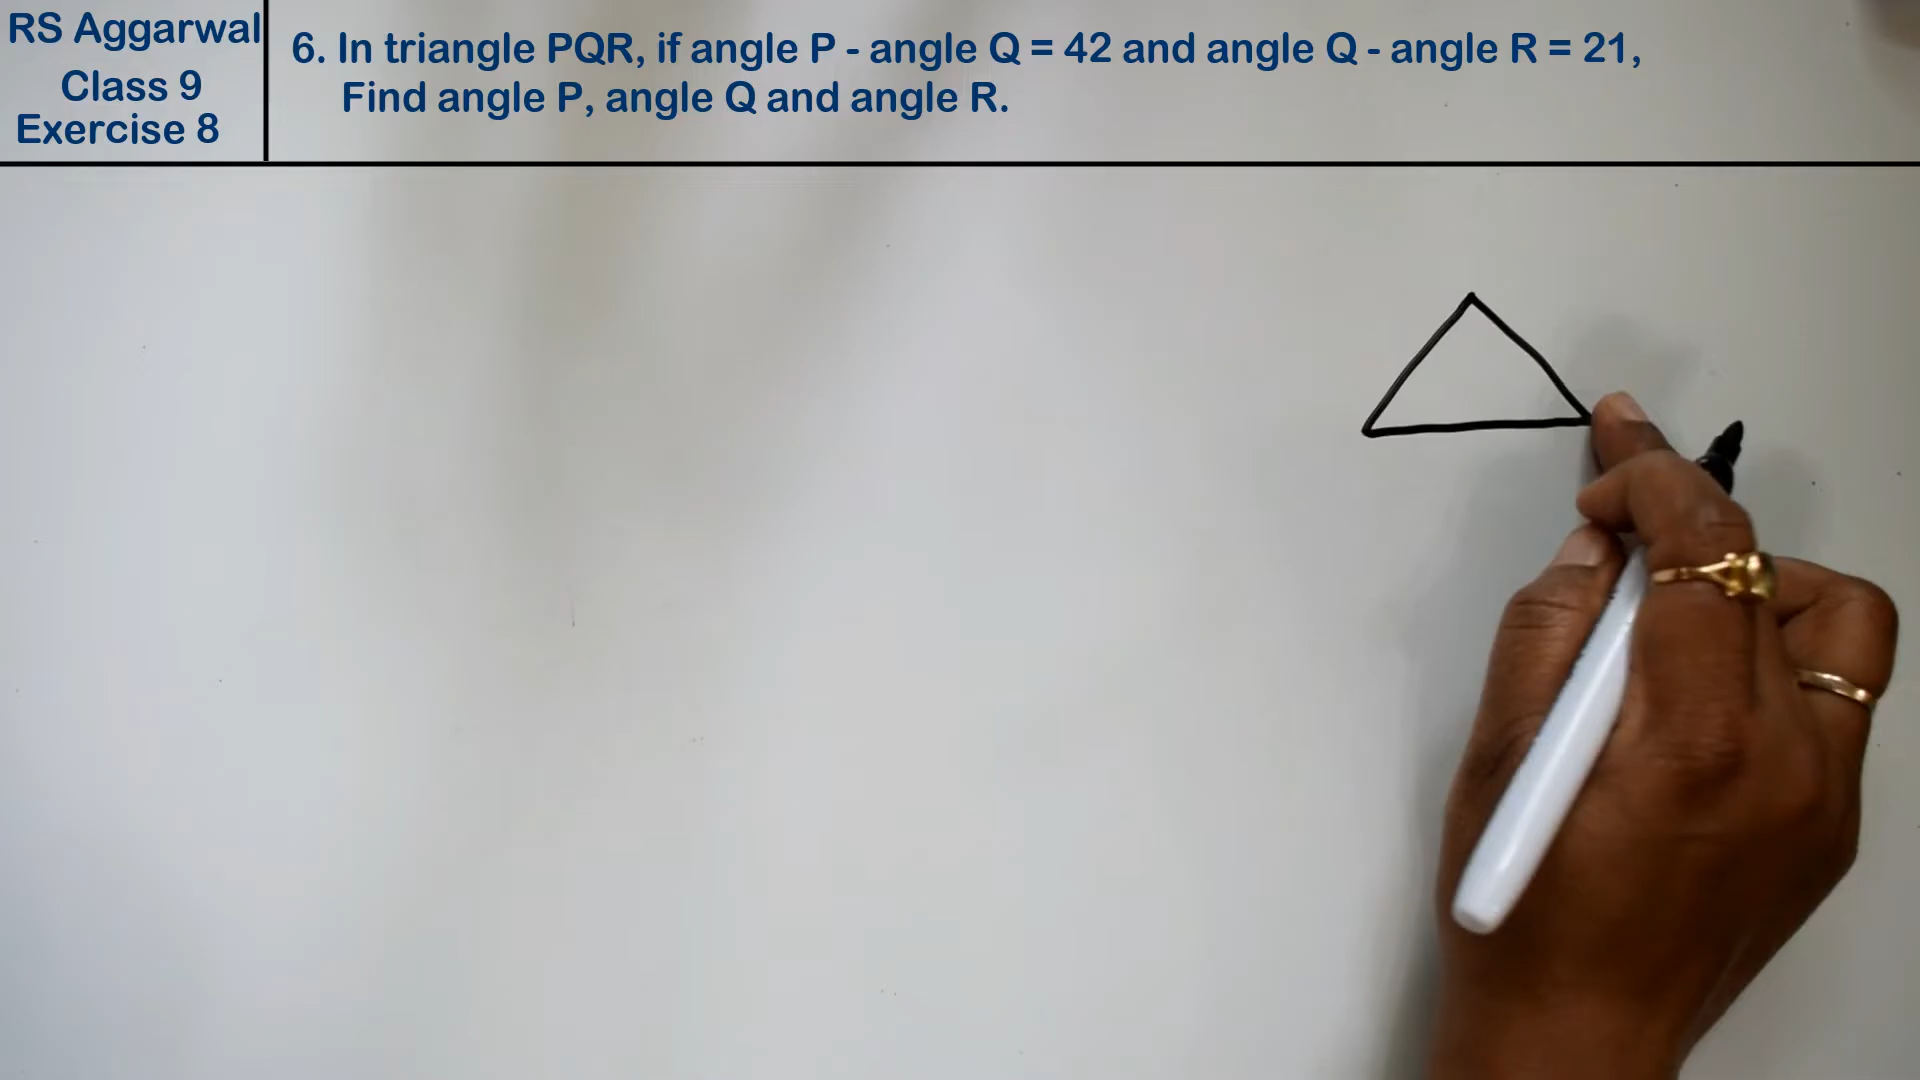 RS Aggarwal
Class 9
Exercise 8
6. In triangle PQR, if angle P - angle Q = 42 and angle Q - angle R = 21,
Find angle P, angle Q and angle R.